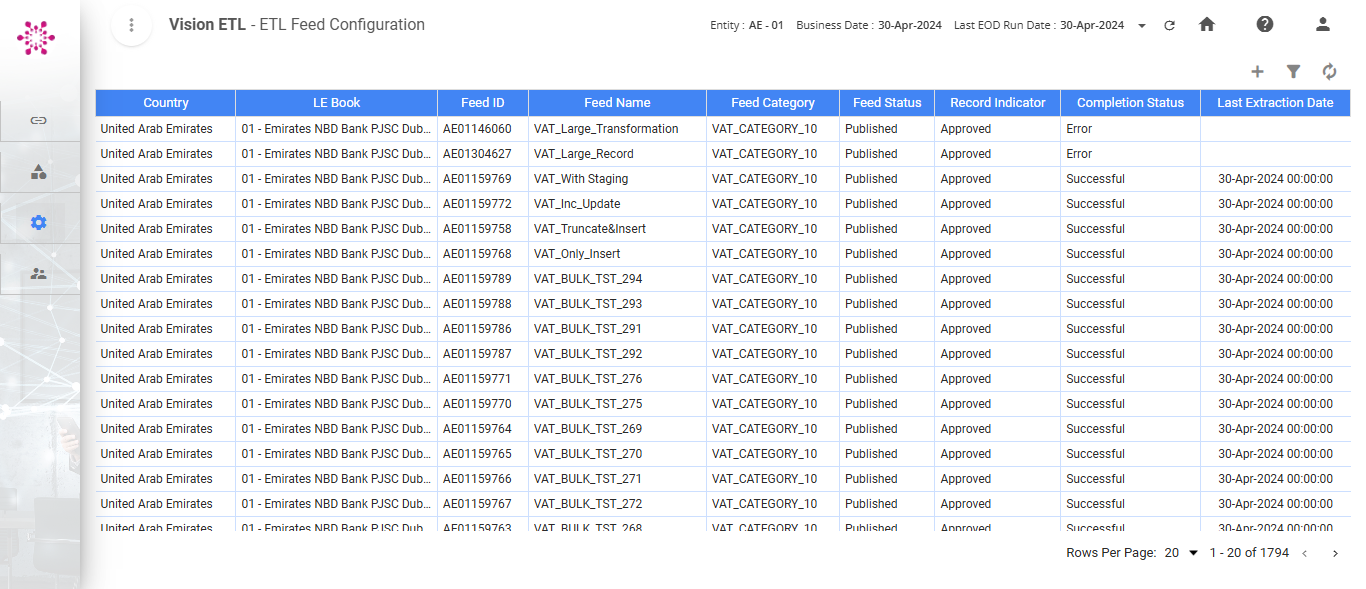 Vision ETL - ETL Feed Configuration
Entity : AE - 01 Business Date : 30-Apr-2024 Last EOD Run Date : 30-Apr-2024
Country LE Book Feed ID Feed Name Feed Category Feed Status Record Indicator Completion Status Last Extraction Date
United Arab Emirates 01 - Emirates NBD Bank PJSC Dub... AE01146060 VAT_Large_Transformation VAT_CATEGORY_10 Published Approved Error
United Arab Emirates 01 - Emirates NBD Bank PJSC Dub... AE01304627 VAT_Large_Record VAT_CATEGORY_10 Published Approved Error
United Arab Emirates 01 - Emirates NBD Bank PJSC Dub... AE01159769 VAT_With Staging VAT_CATEGORY_10 Published Approved Successful 30-Apr-2024 00:00:00
United Arab Emirates 01 - Emirates NBD Bank PJSC Dub... AE01159772 VAT_Inc_Update VAT_CATEGORY_10 Published Approved Successful 30-Apr-2024 00:00:00
United Arab Emirates 01 - Emirates NBD Bank PJSC Dub... AE01159758 VAT_Truncate&Insert VAT_CATEGORY_10 Published Approved Successful 30-Apr-2024 00:00:00
United Arab Emirates 01 - Emirates NBD Bank PJSC Dub... AE01159768 VAT_Only_Insert VAT_CATEGORY_10 Published Approved Successful 30-Apr-2024 00:00:00
United Arab Emirates 01 - Emirates NBD Bank PJSC Dub... AE01159789 VAT_BULK_TST_294 VAT_CATEGORY_10 Published Approved Successful 30-Apr-2024 00:00:00
United Arab Emirates 01 - Emirates NBD Bank PJSC Dub... AE01159788 VAT_BULK_TST_293 VAT_CATEGORY_10 Published Approved Successful 30-Apr-2024 00:00:00
United Arab Emirates 01 - Emirates NBD Bank PJSC Dub... AE01159786 VAT_BULK_TST_291 VAT_CATEGORY_10 Published Approved Successful 30-Apr-2024 00:00:00
United Arab Emirates 01 - Emirates NBD Bank PJSC Dub... AE01159787 VAT_BULK_TST_292 VAT_CATEGORY_10 Published Approved Successful 30-Apr-2024 00:00:00
United Arab Emirates 01 - Emirates NBD Bank PJSC Dub... AE01159771 VAT_BULK_TST_276 VAT_CATEGORY_10 Published Approved Successful 30-Apr-2024 00:00:00
United Arab Emirates 01 - Emirates NBD Bank PJSC Dub... AE01159770 VAT_BULK_TST_275 VAT_CATEGORY_10 Published Approved Successful 30-Apr-2024 00:00:00
United Arab Emirates 01 - Emirates NBD Bank PJSC Dub... AE01159764 VAT_BULK_TST_269 VAT_CATEGORY_10 Published Approved Successful 30-Apr-2024 00:00:00
United Arab Emirates 01 - Emirates NBD Bank PJSC Dub... AE01159765 VAT_BULK_TST_270 VAT_CATEGORY_10 Published Approved Successful 30-Apr-2024 00:00:00
United Arab Emirates 01 - Emirates NBD Bank PJSC Dub... AE01159766 VAT_BULK_TST_271 VAT_CATEGORY_10 Published Approved Successful 30-Apr-2024 00:00:00
United Arab Emirates 01 - Emirates NBD Bank PJSC Dub... AE01159767 VAT_BULK_TST_272 VAT_CATEGORY_10 Published Approved Successful 30-Apr-2024 00:00:00
United Arab Emirates 01 - Emirates NBD Bank PJSC Dub... AE01159763 VAT_BULK_TST_268 VAT_CATEGORY_10 Published Approved Successful 30-Apr-2024 00:00:00
Rows Per Page: 20 1 - 20 of 1794